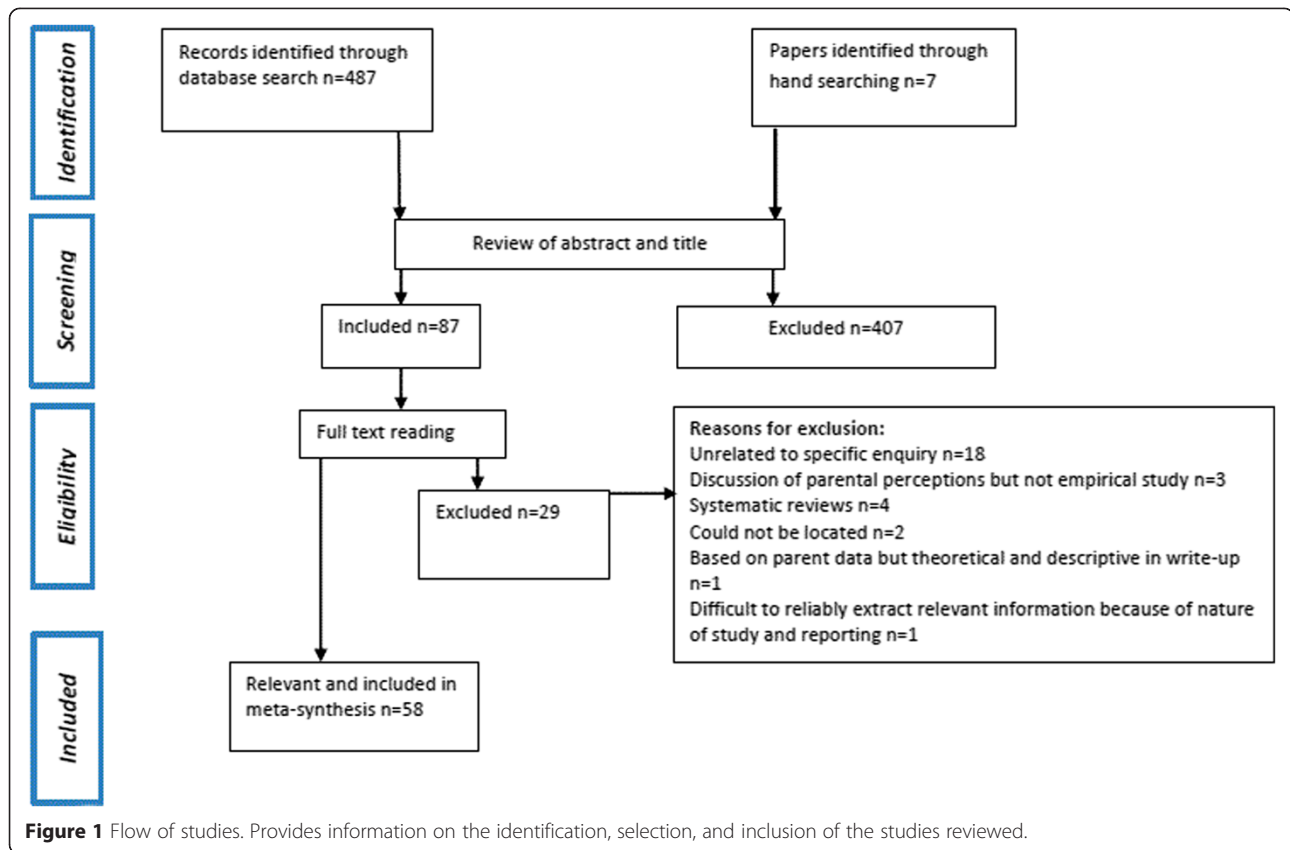 Identification
Records identified through
database search n=487
Papers identified through
hand searching n=7
Screening
Review of abstract and title
Included n=87
Excluded n=407
Eligibility
Full text reading
Excluded n=29
Reasons for exclusion:
Unrelated to specific enquiry n=18
Discussion of parental perceptions but not empirical study n=3
Systematic reviews n=4
Could not be located n=2
Based on parent data but theoretical and descriptive in write-up
n=1
Difficult to reliably extract relevant information because of nature
of study and reporting n=1
Included
Relevant and included in
meta-synthesis n=58
Figure 1 Flow of studies. Provides information on the identification, selection, and inclusion of the studies reviewed.